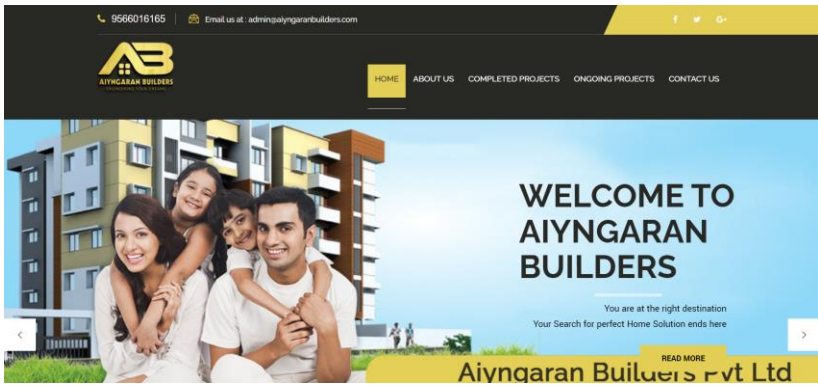 9566016165
Email us at : admin@aiyngaranbuilders.com
f G+
AB
AIYNGARAN BUILDERS
HOME ABOUT US COMPLETED PROJECTS ONGOING PROJECTS CONTACT US
WELCOME TO
AIYNGARAN
BUILDERS
You are at the right destination
Your Search for perfect Home Solution ends here
READ MORE
Aiyngaran Builders Pvt Ltd